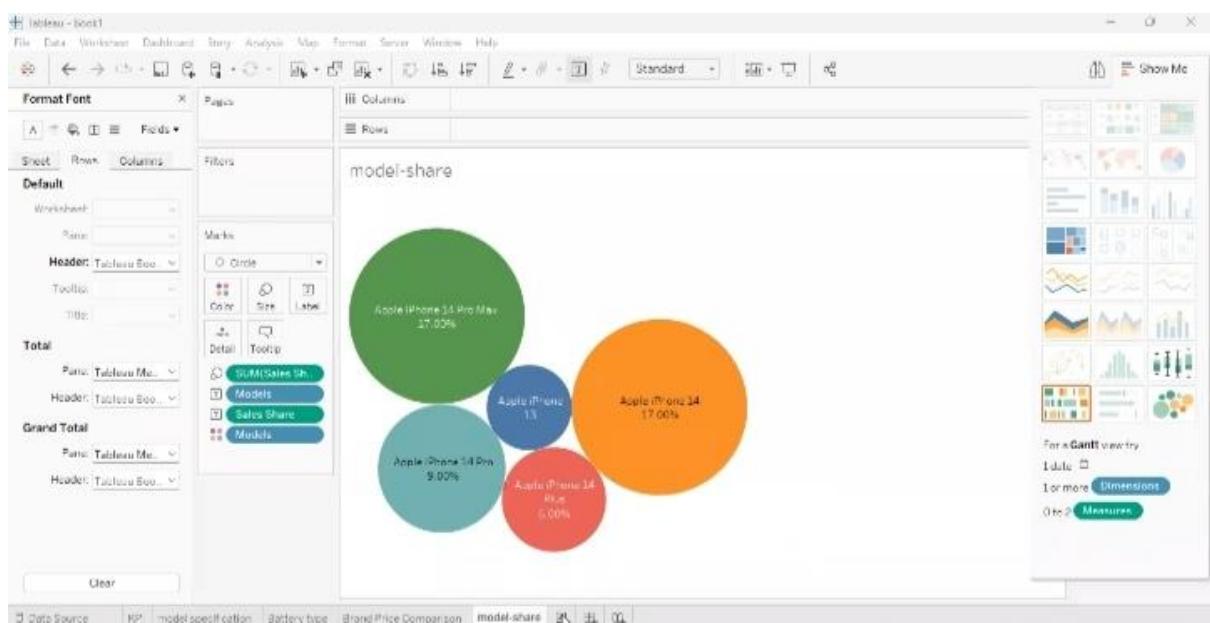 Tableau - Book1
File Data Worksheet Dashboard Story Analysis Map Format Server Window Help
Standard
Show Me
Format Font
Fields
Sheet Rows Columns
Default
Worksheet:
Pane:
Header: Tableau Boo..
Tooltip:
Title:
Total
Pane: Tableau Me..
Header: Tableau Boo..
Grand Total
Pane: Tableau Me..
Header: Tableau Boo..
Clear
Pages
Filters
Marks
Circle
Color Size Label
Detail Tooltip
SUM(Sales Sh..
Models
Sales Share
Models
Columns
Rows
model-share
Apple iPhone 14 Pro Max
17.00%
Apple iPhone
13
Apple iPhone 14
17.00%
Apple iPhone 14 Pro
9.00%
Apple iPhone 14
Plus
6.00%
For a Gantt view try
1 date
1 or more Dimensions
0 to 2 Measures
Data Source KPI model specification Battery type Brand Price Comparison model-share